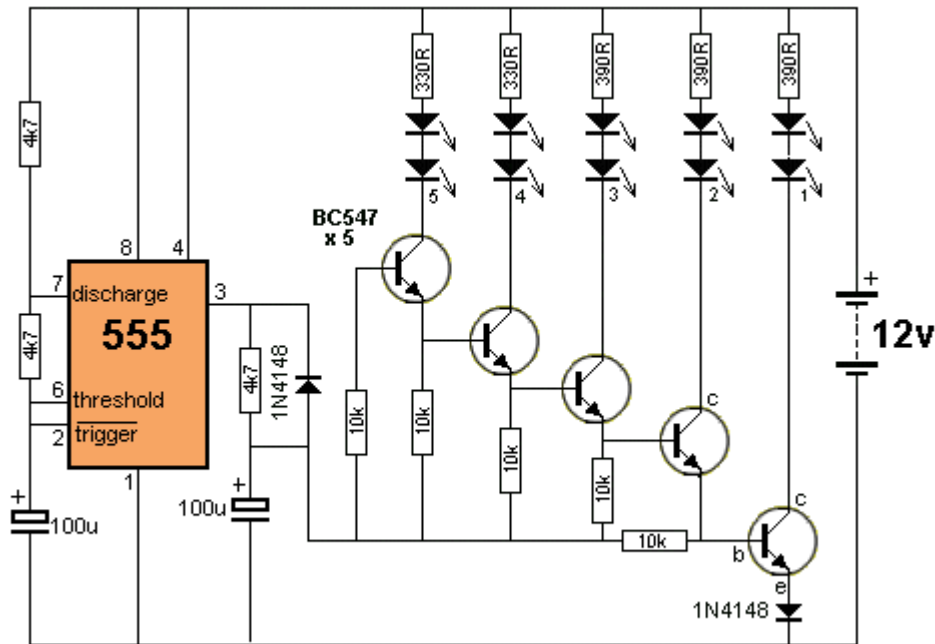 330R
330R
390R
390R
390R
4k7
5
4
3
2
1
BC547
x 5
8
4
7
discharge
3
+
555
12v
4k7
4k7
1N4148
6
threshold
10k
10k
c
2
trigger
10k
10k
1
+
+
100u
100u
10k
b
c
e
1N4148